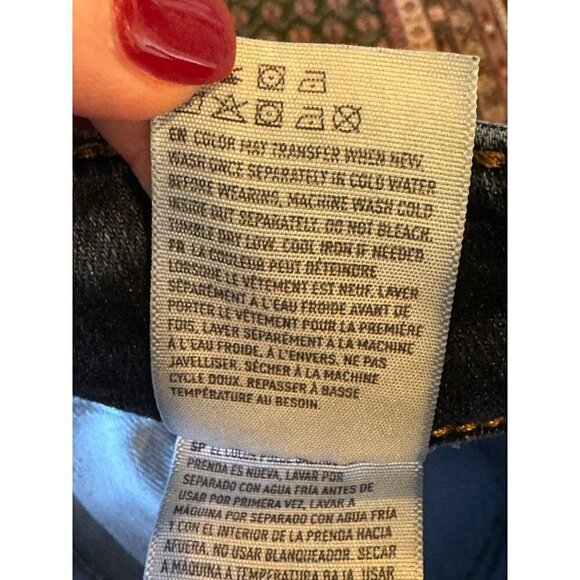 EN. COLOR MAY TRANSFER WHEN NEW.
WASH ONCE SEPARATELY IN COLD WATER
BEFORE WEARING, MACHINE WASH COLD
INSIDE OUT SEPARATELY. DO NOT BLEACH.
TUMBLE DRY LOW. COOL IRON IF NEEDED.
FR. LA COULEUR PEUT DÉTEINDRE
LORSQUE LE VÊTEMENT EST NEUF. LAVER
SÉPARÉMENT À L'EAU FROIDE AVANT DE
PORTER LE VÊTEMENT POUR LA PREMIÈRE
FOIS. LAVER SÉPAREMENT À LA MACHINE
À L'EAU FROIDE, À L'ENVERS. NE PAS
JAVELLISER. SÉCHER À LA MACHINE
CYCLE DOUX. REPASSER À BASSE
TEMPÉRATURE AU BESOIN.
PRENDA ES NUEVA, LAVAR POR
SEPARADO CON AGUA FRÍA ANTES DE
USAR POR PRIMERA VEZ, LAVAR A
MÁQUINA POR SEPARADO CON AGUA FRÍA
Y CON EL INTERIOR DE LA PRENDA HACIA
AFUERA. NO USAR BLANQUEADOR. SECAR
A MÁQUINA A TEMPERATURA BAJA. USAR